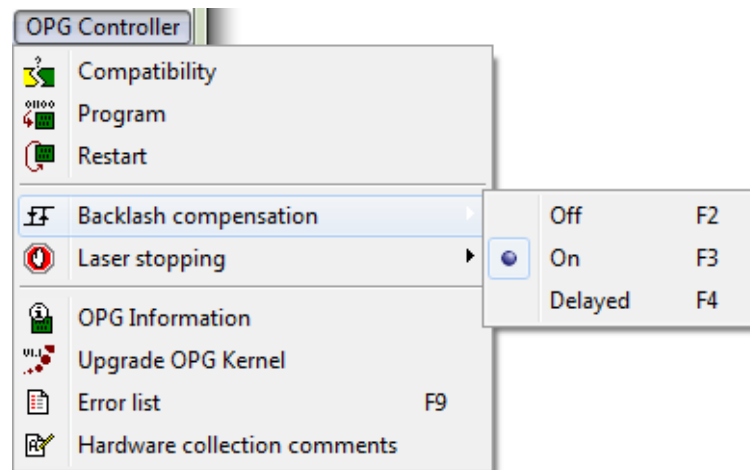 OPG Controller
Compatibility
Program
Restart
Backlash compensation
Off F2
Laser stopping
On F3
Delayed F4
OPG Information
Upgrade OPG Kernel
Error list F9
Hardware collection comments